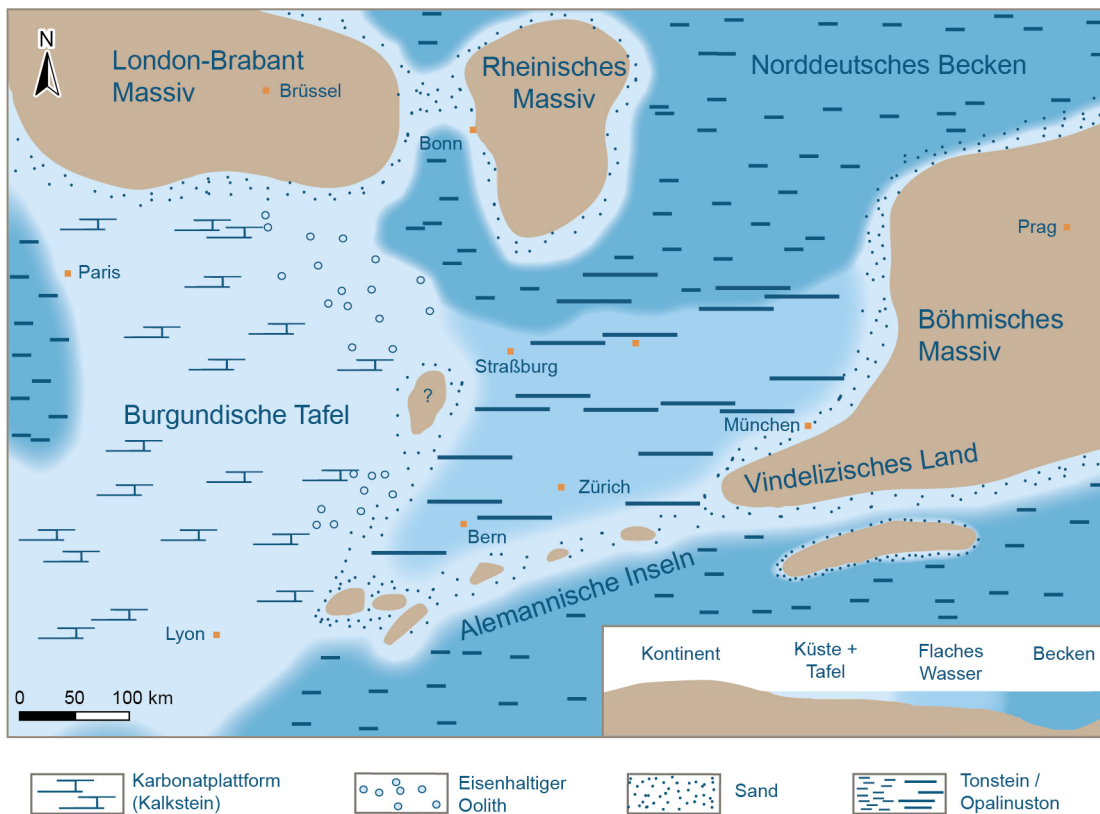 N
London-Brabant
Massiv
Brüssel
Rheinisches
Massiv
Norddeutsches Becken
Bonn
Prag
Paris
Böhmisches
Massiv
Straßburg
?
Burgundische Tafel
München
Vindelizisches Land
Zürich
Bern
Alemannische Inseln
Lyon
0 50 100 km
Kontinent
Küste +
Tafel
Flaches
Wasser
Becken
Karbonatplattform
(Kalkstein)
Eisenhaltiger
Oolith
Sand
Tonstein /
Opalinuston